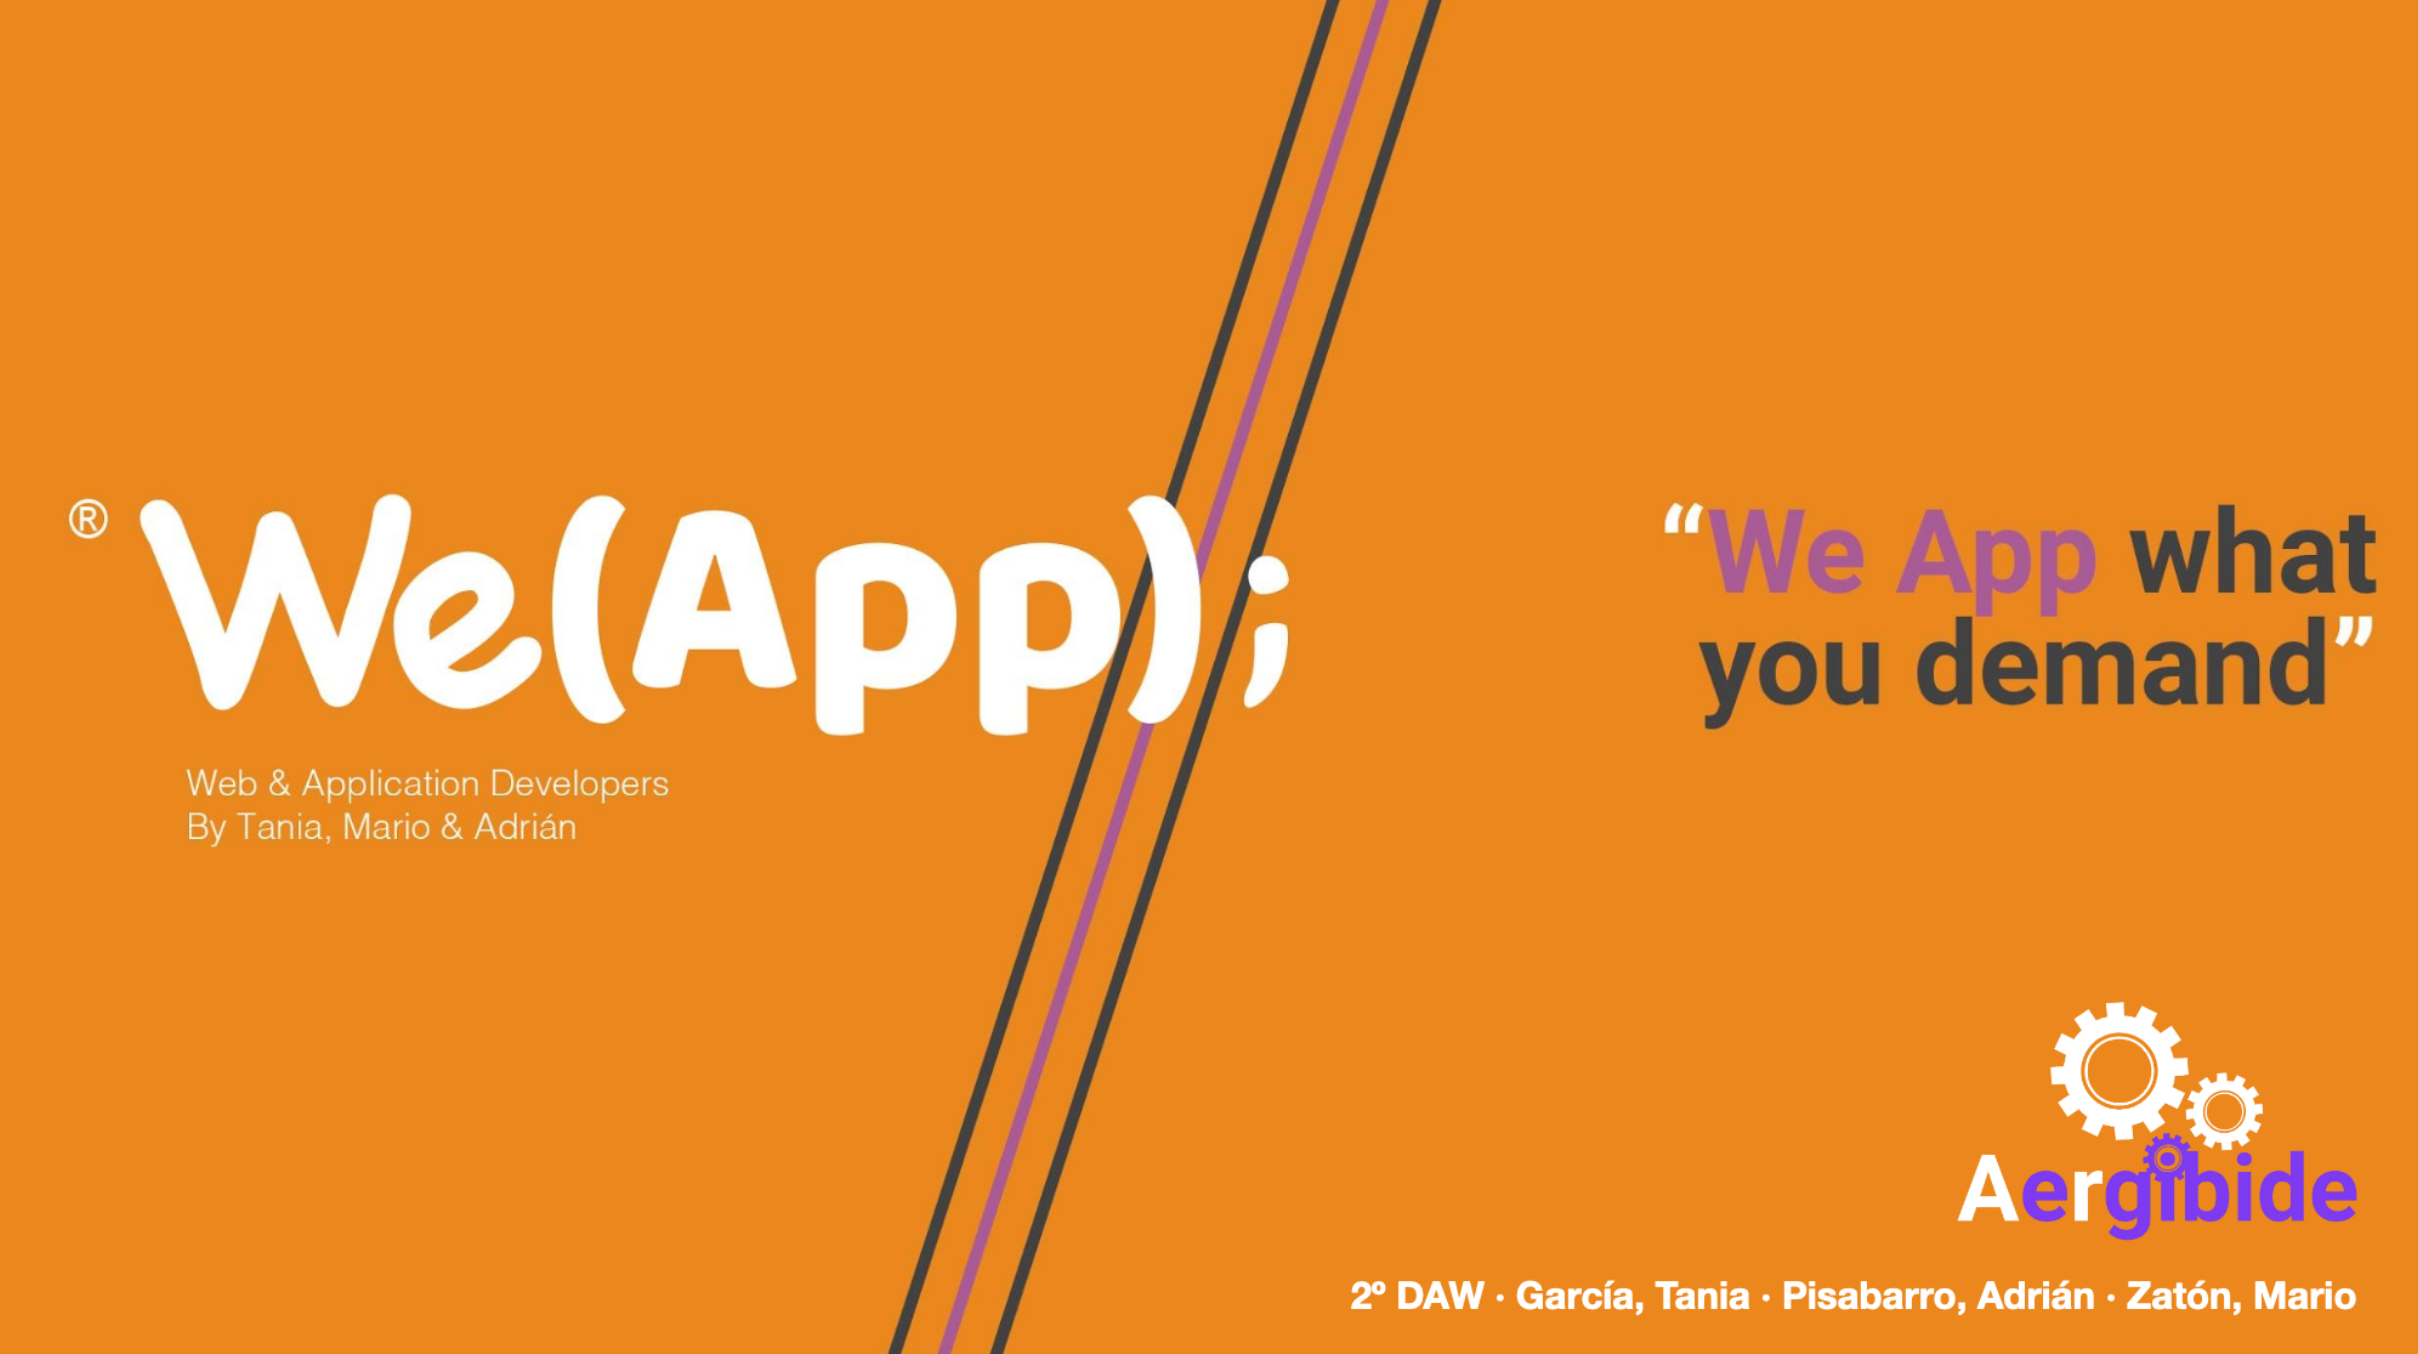 ® We(App);
Web & Application Developers
By Tania, Mario & Adrián
“We App what
you demand”
Aergibide
2º DAW · García, Tania · Pisabarro, Adrián · Zatón, Mario